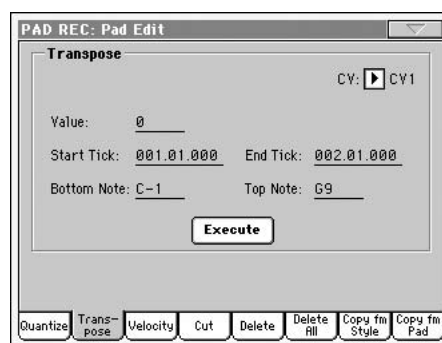 PAD REC: Pad Edit
Transpose
CV: CV1
Value: 0
Start Tick: 001.01.000 End Tick: 002.01.000
Bottom Note: C-1 Top Note: G9
Execute
Quantize Trans-pose Velocity Cut Delete Delete All Copy fm Style Copy fm Pad